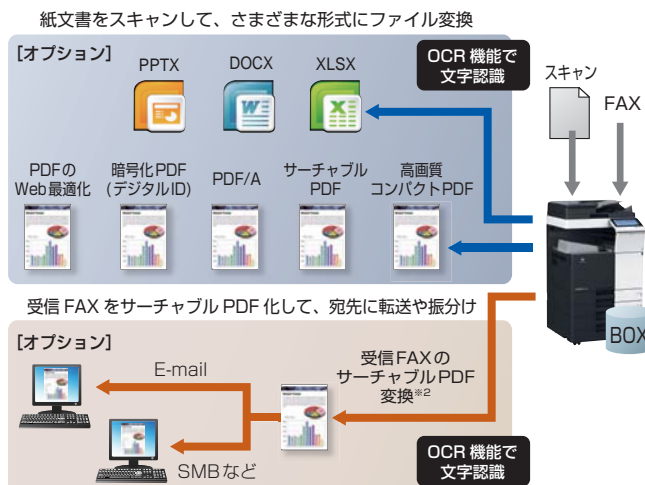 紙文書をスキャンして、さまざまな形式にファイル変換
[オプション]
OCR 機能で
文字認識
PPTX
DOCX
XLSX
スキャン
FAX
PDFの
Web最適化
暗号化PDF
(デジタルID)
PDF/A
サーチャブル
PDF
高画質
コンパクトPDF
BOX
受信 FAX をサーチャブル PDF 化して、宛先に転送や振分け
[オプション]
E-mail
受信FAXの
サーチャブルPDF
変換※2
SMBなど
OCR 機能で
文字認識